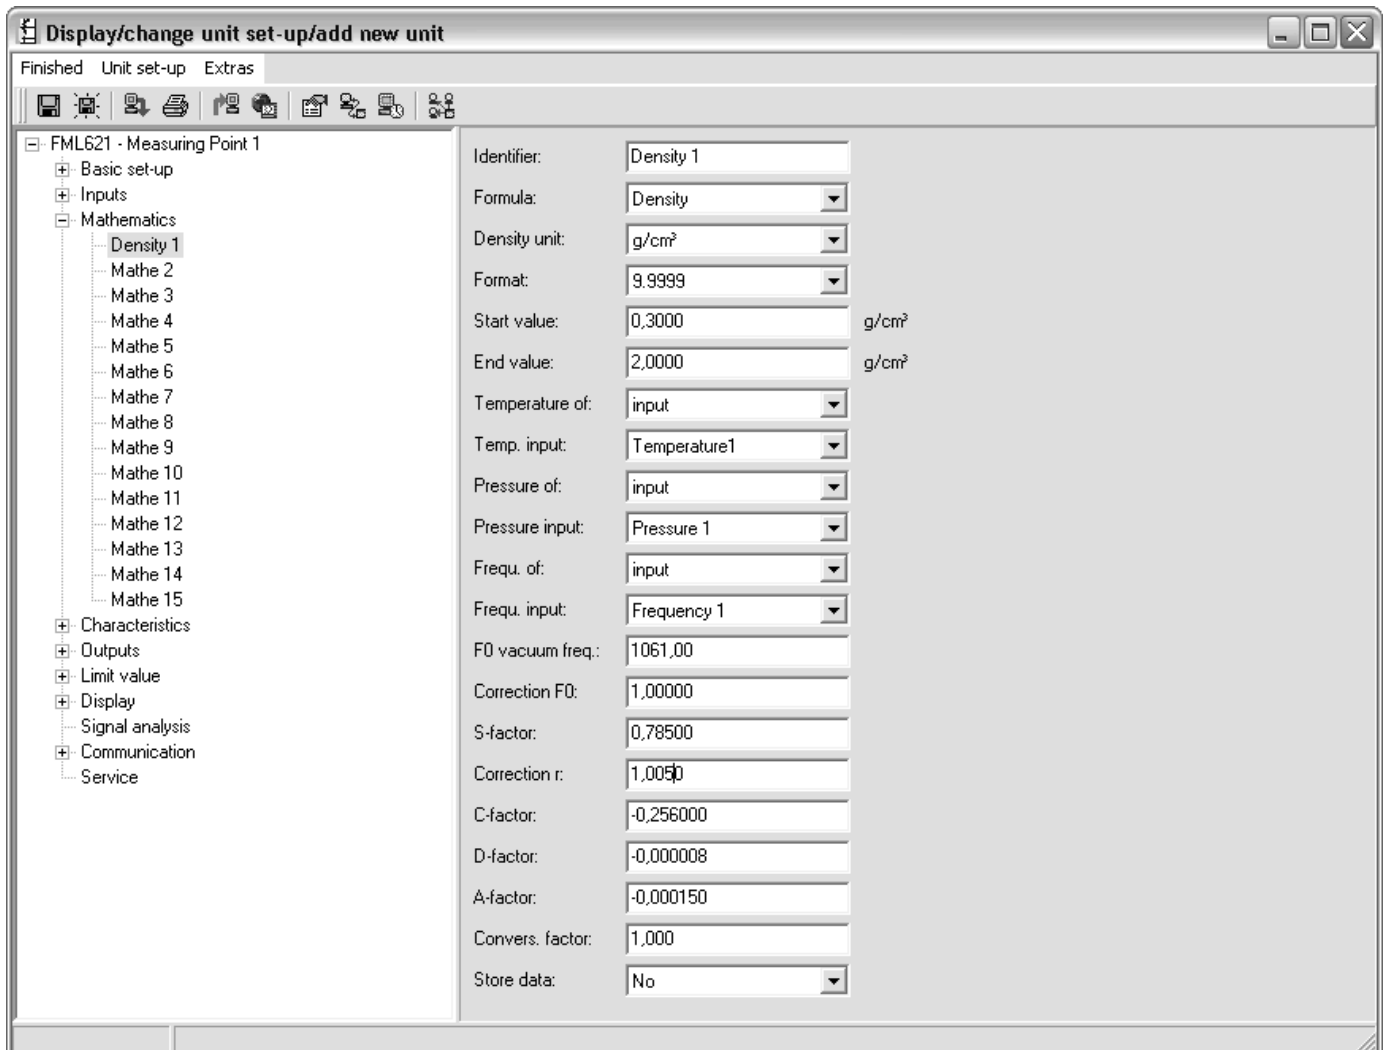 Display/change unit set-up/add new unit
Finished Unit set-up Extras
FML621 - Measuring Point 1
Basic set-up
Inputs
Mathematics
Density 1
Mathe 2
Mathe 3
Mathe 4
Mathe 5
Mathe 6
Mathe 7
Mathe 8
Mathe 9
Mathe 10
Mathe 11
Mathe 12
Mathe 13
Mathe 14
Mathe 15
Characteristics
Outputs
Limit value
Display
Signal analysis
Communication
Service
Identifier: Density 1
Formula: Density
Density unit: g/cm³
Format: 9.9999
Start value: 0,3000 g/cm³
End value: 2,0000 g/cm³
Temperature of: input
Temp. input: Temperature1
Pressure of: input
Pressure input: Pressure 1
Frequ. of: input
Frequ. input: Frequency 1
F0 vacuum freq.: 1061,00
Correction F0: 1,00000
S-factor: 0,78500
Correction r: 1,0050
C-factor: -0,256000
D-factor: -0,000008
A-factor: -0,000150
Convers. factor: 1,000
Store data: No